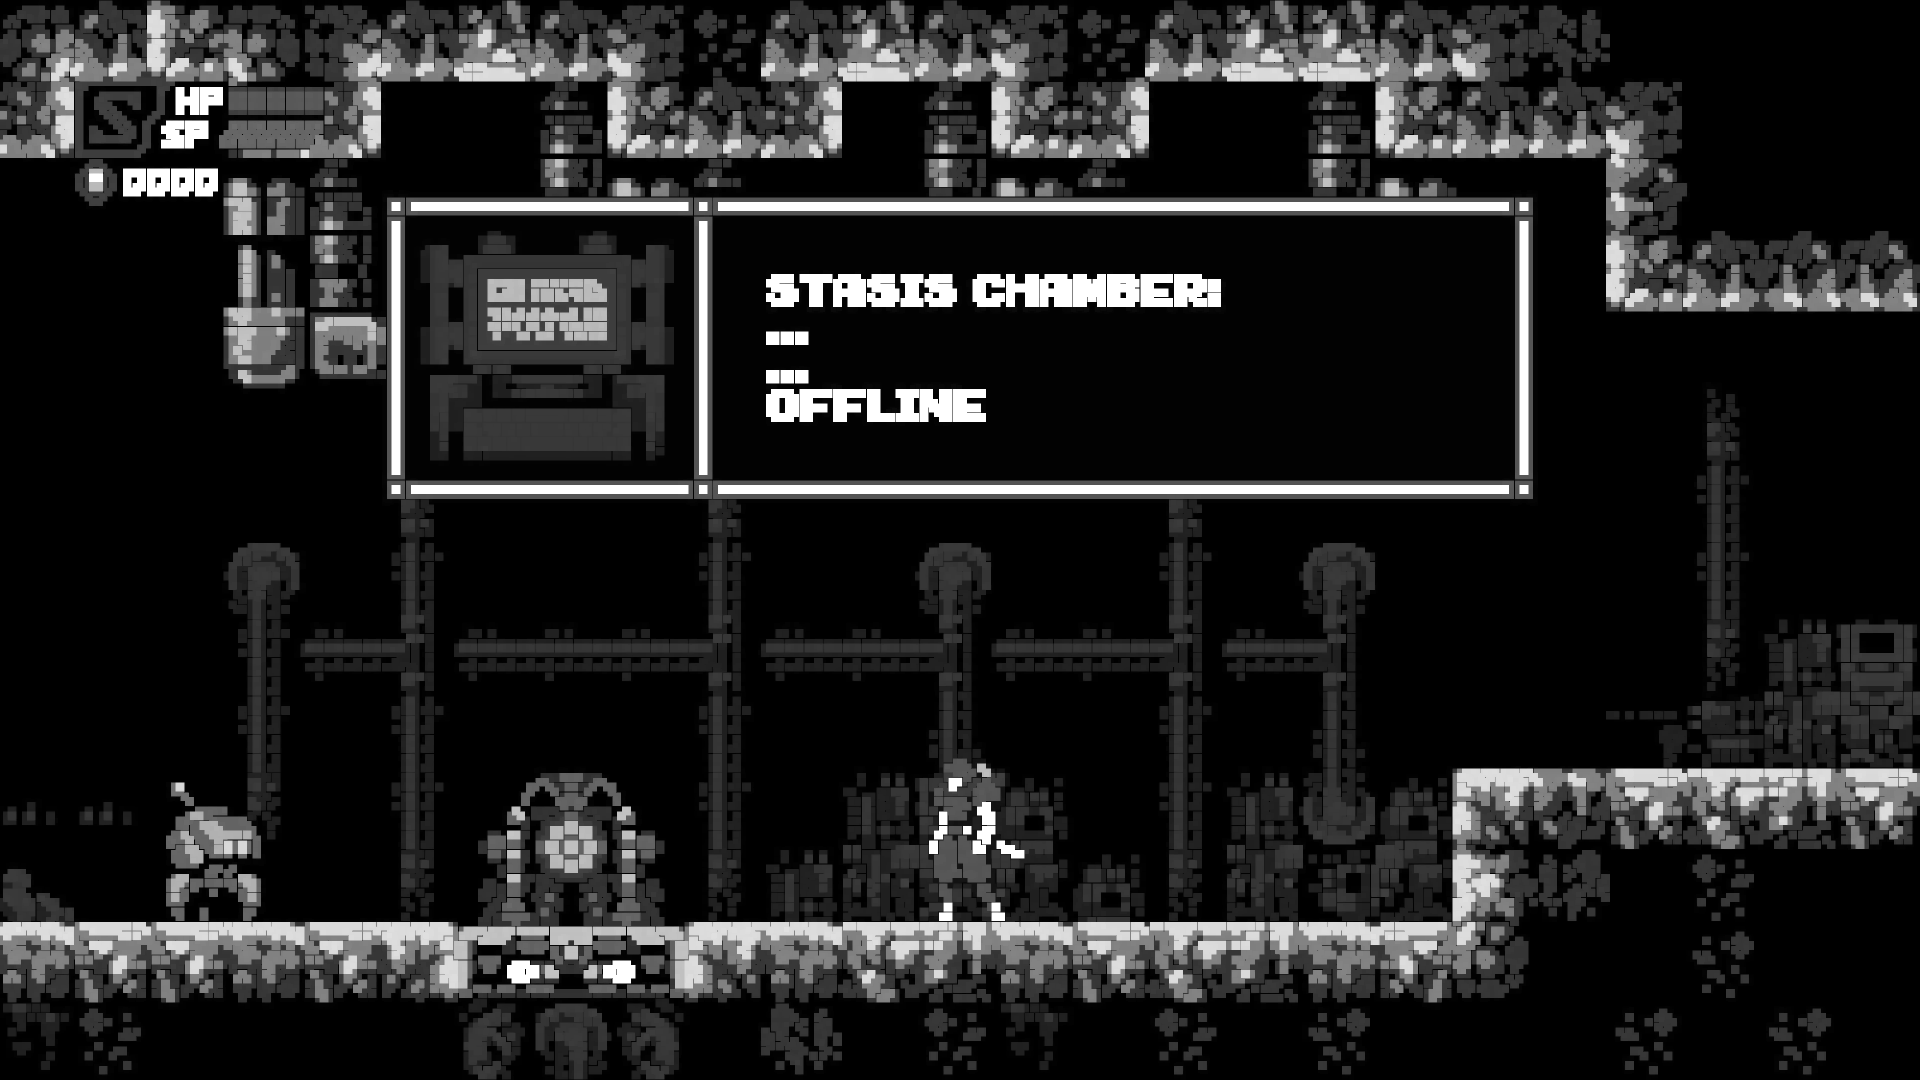 HP
SP
0000
STASIS CHAMBER:
...
...
OFFLINE